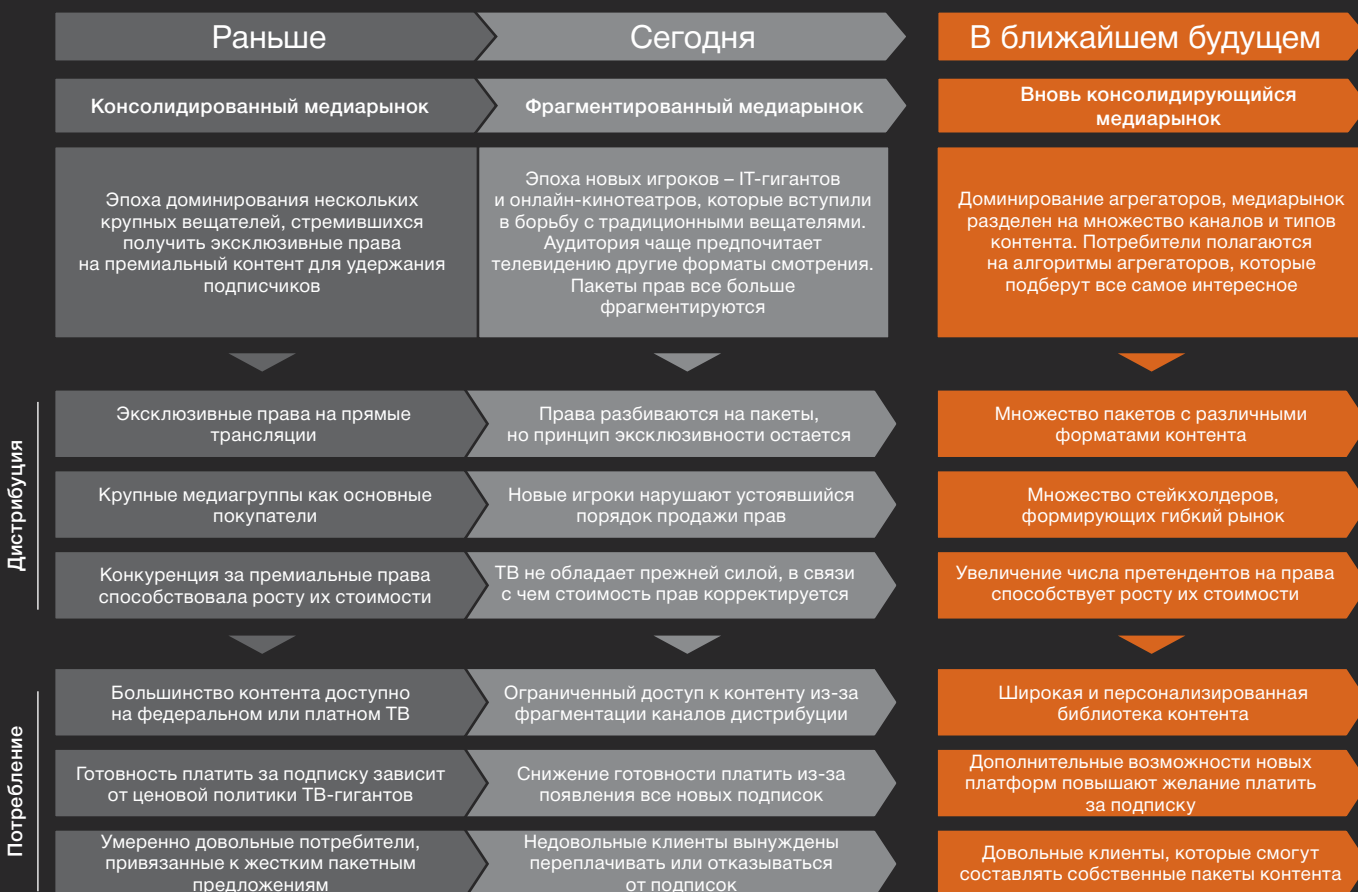 Раньше
Сегодня
В ближайшем будущем
Консолидированный медиарынок
Фрагментированный медиарынок
Вновь консолидирующийся
медиарынок
Эпоха доминирования нескольких
крупных вещателей, стремившихся
получить эксклюзивные права
на премиальный контент для удержания
подписчиков
Эпоха новых игроков – IT-гигантов
и онлайн-кинотеатров, которые вступили
в борьбу с традиционными вещателями.
Аудитория чаще предпочитает
телевидению другие форматы смотрения.
Пакеты прав все больше
фрагментируются
Доминирование агрегаторов, медиарынок
разделен на множество каналов и типов
контента. Потребители полагаются
на алгоритмы агрегаторов, которые
подберут все самое интересное
Дистрибуция
Эксклюзивные права на прямые
трансляции
Права разбиваются на пакеты,
но принцип эксклюзивности остается
Множество пакетов с различными
форматами контента
Крупные медиагруппы как основные
покупатели
Новые игроки нарушают устоявшийся
порядок продажи прав
Множество стейкхолдеров,
формирующих гибкий рынок
Конкуренция за премиальные права
способствовала росту их стоимости
ТВ не обладает прежней силой, в связи
с чем стоимость прав корректируется
Увеличение числа претендентов на права
способствует росту их стоимости
Потребление
Большинство контента доступно
на федеральном или платном ТВ
Ограниченный доступ к контенту из-за
фрагментации каналов дистрибуции
Широкая и персонализированная
библиотека контента
Готовность платить за подписку зависит
от ценовой политики ТВ-гигантов
Снижение готовности платить из-за
появления все новых подписок
Дополнительные возможности новых
платформ повышают желание платить
за подписку
Умеренно довольные потребители,
привязанные к жестким пакетным
предложениям
Недовольные клиенты вынуждены
переплачивать или отказываться
от подписок
Довольные клиенты, которые смогут
составлять собственные пакеты контента